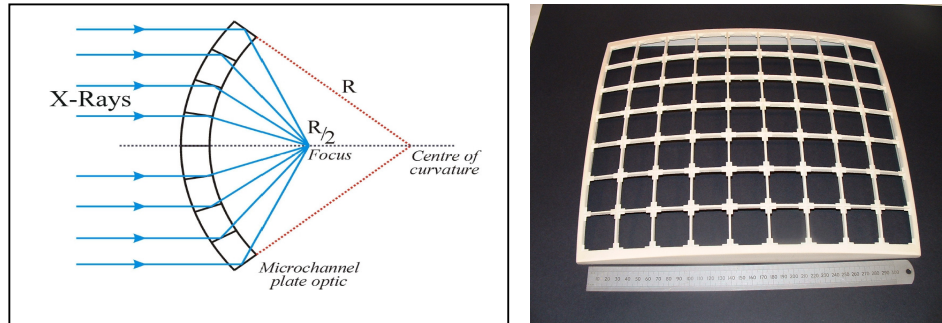 X-Rays
R
R/2
Focus
Centre of
curvature
Microchannel
plate optic